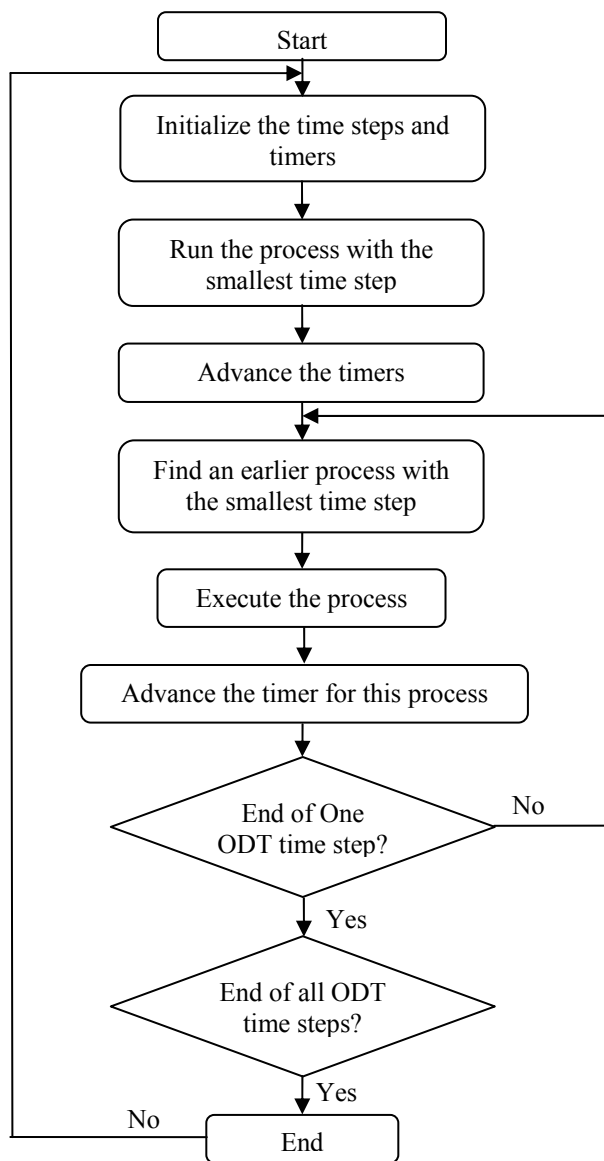 Start
Initialize the time steps and
timers
Run the process with the
smallest time step
Advance the timers
Find an earlier process with
the smallest time step
Execute the process
Advance the timer for this process
End of One
ODT time step?
No
Yes
End of all ODT
time steps?
Yes
No
End